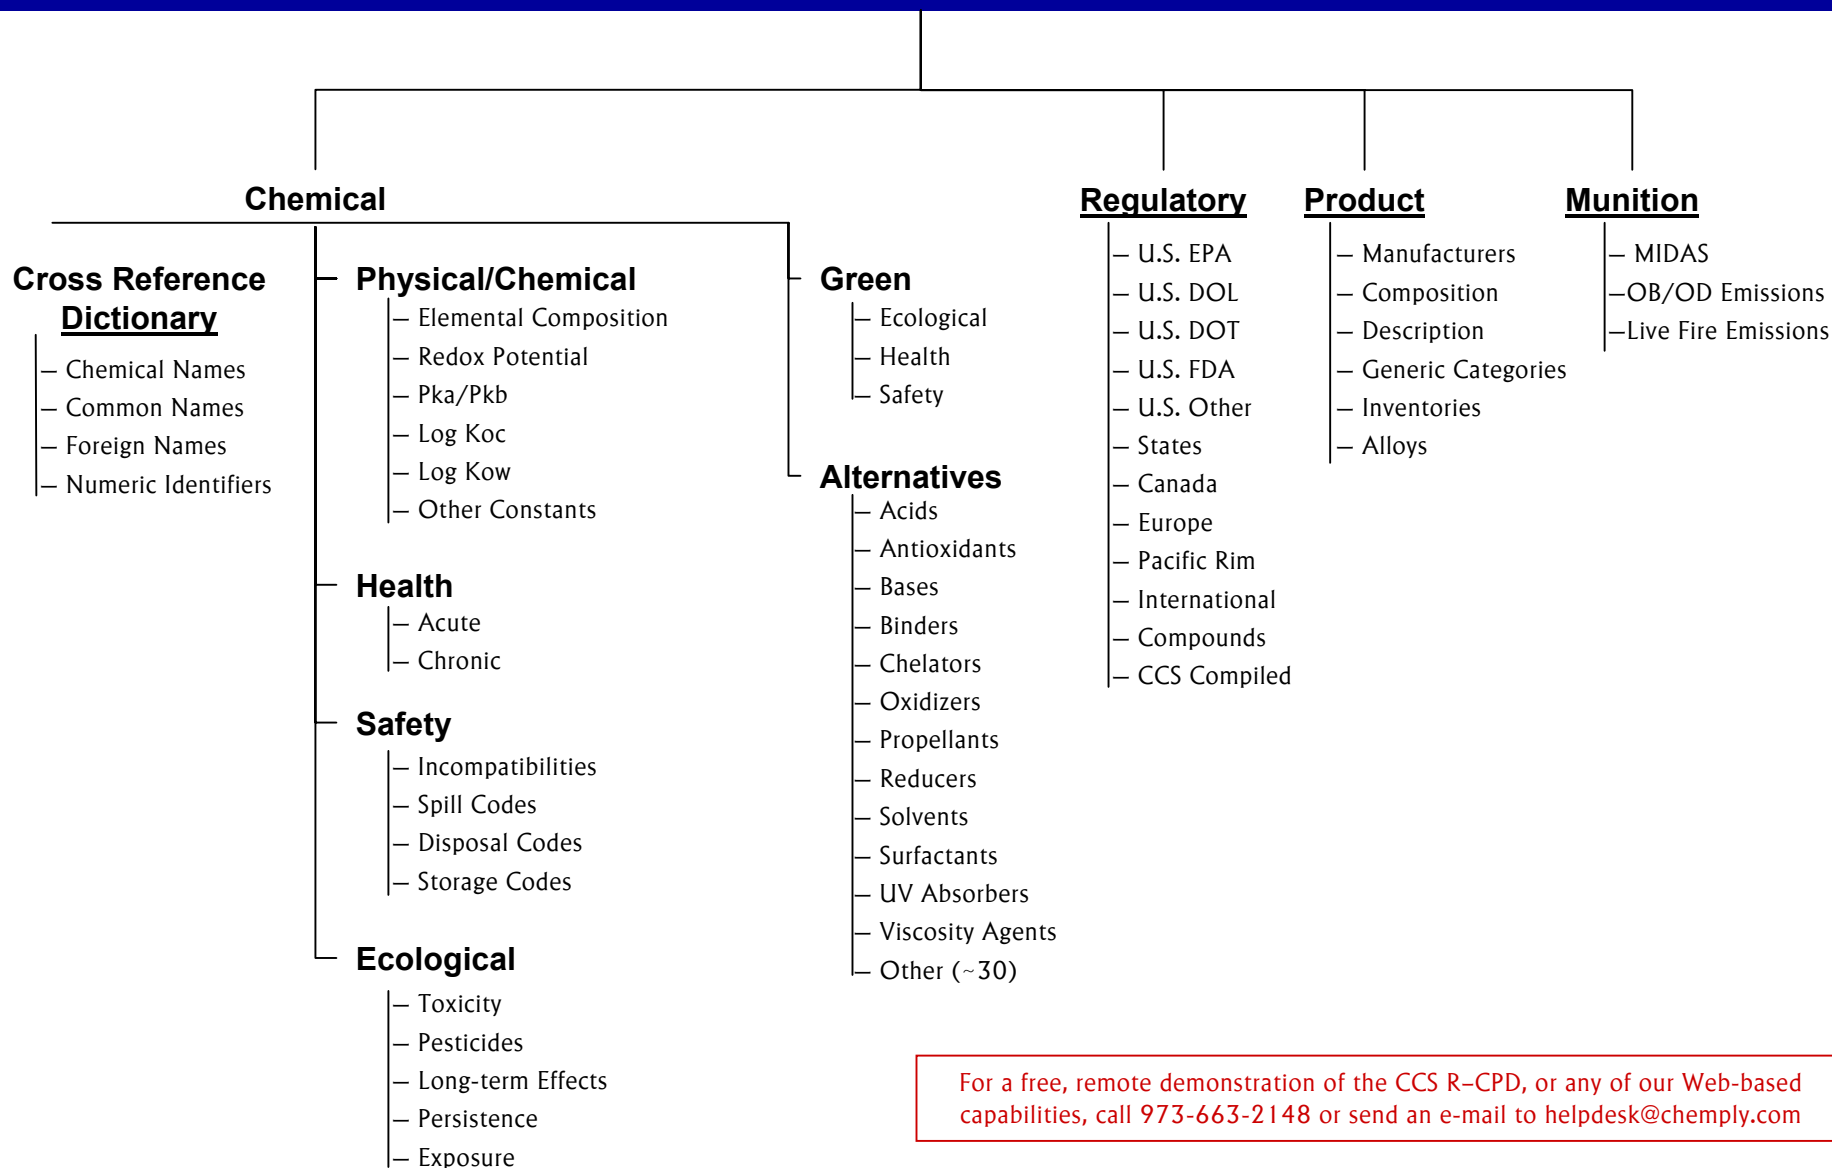 Chemical
Cross Reference
Dictionary
— Chemical Names
— Common Names
— Foreign Names
— Numeric Identifiers
Physical/Chemical
— Elemental Composition
— Redox Potential
— Pka/Pkb
— Log Koc
— Log Kow
— Other Constants
Health
— Acute
— Chronic
Safety
— Incompatibilities
— Spill Codes
— Disposal Codes
— Storage Codes
Ecological
— Toxicity
— Pesticides
— Long-term Effects
— Persistence
— Exposure
Green
— Ecological
— Health
— Safety
Alternatives
— Acids
— Antioxidants
— Bases
— Binders
— Chelators
— Oxidizers
— Propellants
— Reducers
— Solvents
— Surfactants
— UV Absorbers
— Viscosity Agents
— Other (~30)
Regulatory
— U.S. EPA
— U.S. DOL
— U.S. DOT
— U.S. FDA
— U.S. Other
— States
— Canada
— Europe
— Pacific Rim
— International
— Compounds
— CCS Compiled
Product
— Manufacturers
— Composition
— Description
— Generic Categories
— Inventories
— Alloys
Munition
— MIDAS
—OB/OD Emissions
—Live Fire Emissions
For a free, remote demonstration of the CCS R–CPD, or any of our Web-based
capabilities, call 973-663-2148 or send an e-mail to helpdesk@chemply.com